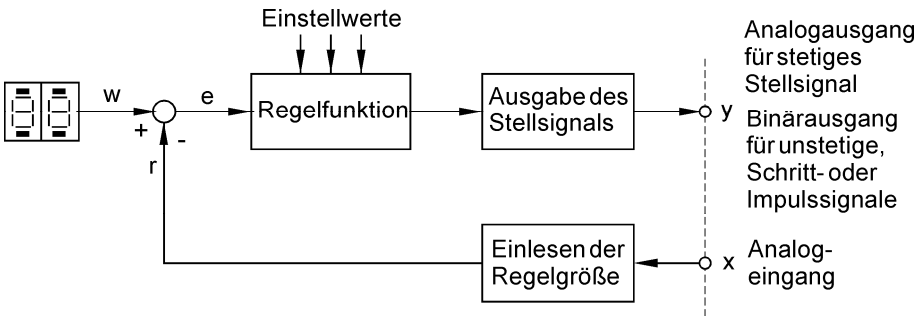 Einstellwerte
w
+
-
r
e
Regelfunktion
Ausgabe des
Stellsignals
y
Analogausgang
für stetiges
Stellsignal
Binärausgang
für unstetige,
Schritt- oder
Impulssignale
Einlesen der
Regelgröße
x
Analog-
eingang